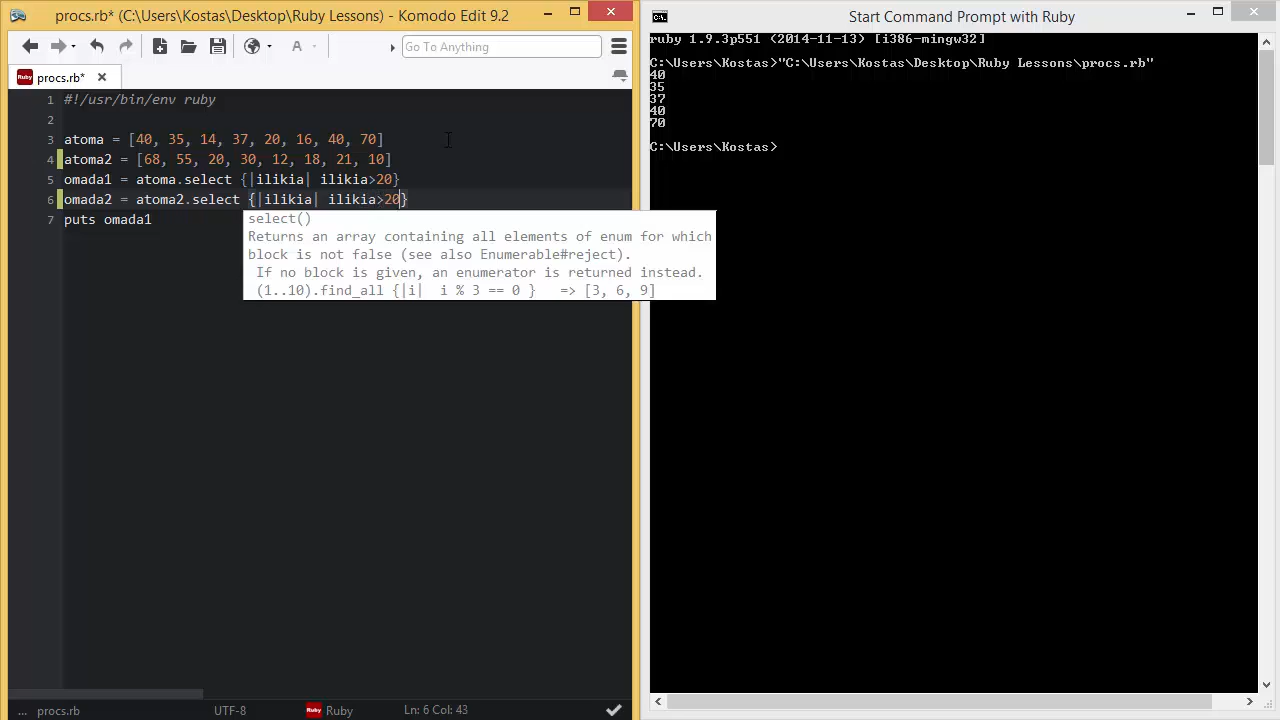 procs.rb* (C:\Users\Kostas\Desktop\Ruby Lessons) - Komodo Edit 9.2
Go To Anything
procs.rb*
1 #!/usr/bin/env ruby
2
3 atoma = [40, 35, 14, 37, 20, 16, 40, 70]
4 atoma2 = [68, 55, 20, 30, 12, 18, 21, 10]
5 omada1 = atoma.select {|ilikia| ilikia>20}
6 omada2 = atoma2.select {|ilikia| ilikia>20}
7 puts omada1
select()
Returns an array containing all elements of enum for which
block is not false (see also Enumerable#reject).
If no block is given, an enumerator is returned instead.
(1..10).find_all {|i|  i % 3 == 0 }   => [3, 6, 9]
... procs.rb UTF-8 Ruby Ln: 6 Col: 43
Start Command Prompt with Ruby
ruby 1.9.3p551 (2014-11-13) [i386-mingw32]
C:\Users\Kostas>"C:\Users\Kostas\Desktop\Ruby Lessons\procs.rb"
40
35
37
40
70
C:\Users\Kostas>